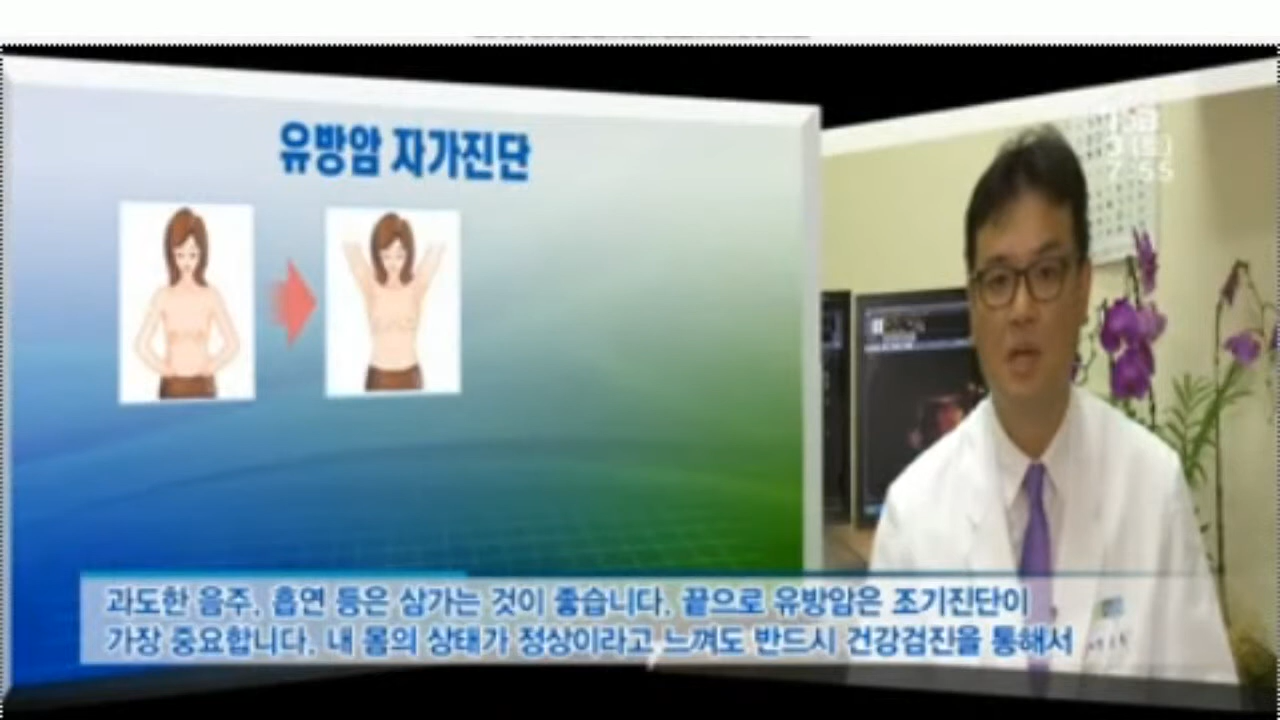 유방암 자가진단
7:55
과도한 음주, 흡연 등은 삼가는 것이 좋습니다. 끝으로 유방암은 조기진단이
가장 중요합니다. 내 몸의 상태가 정상이라고 느껴도 반드시 건강검진을 통해서